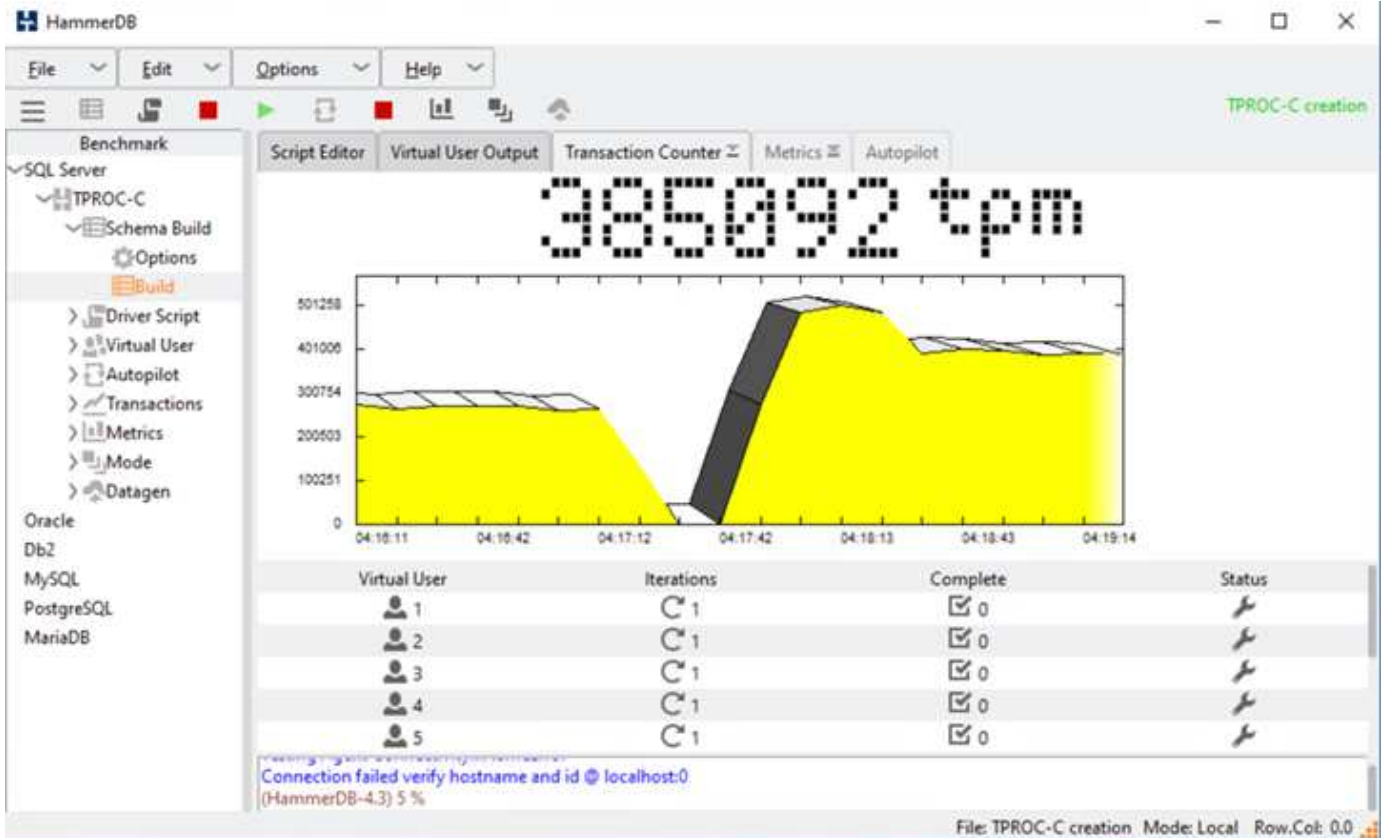 HammerDB
File Edit Options Help
TPROC-C creation
Benchmark
SQL Server
TPROC-C
Schema Build
Options
Build
Driver Script
Virtual User
Autopilot
Transactions
Metrics
Mode
Datagen
Oracle
Db2
MySQL
PostgreSQL
MariaDB
Script Editor Virtual User Output Transaction Counter Metrics Autopilot
385092 tpm
501258
401006
300754
200503
100251
0
04:16:11 04:16:42 04:17:12 04:17:42 04:18:13 04:18:43 04:19:14
Virtual User Iterations Complete Status
1 1 0
2 1 0
3 1 0
4 1 0
5 1 0
Connection failed verify hostname and id @ localhost:0
(HammerDB-4.3) 5 %
File: TPROC-C creation Mode: Local Row.Col: 0.0